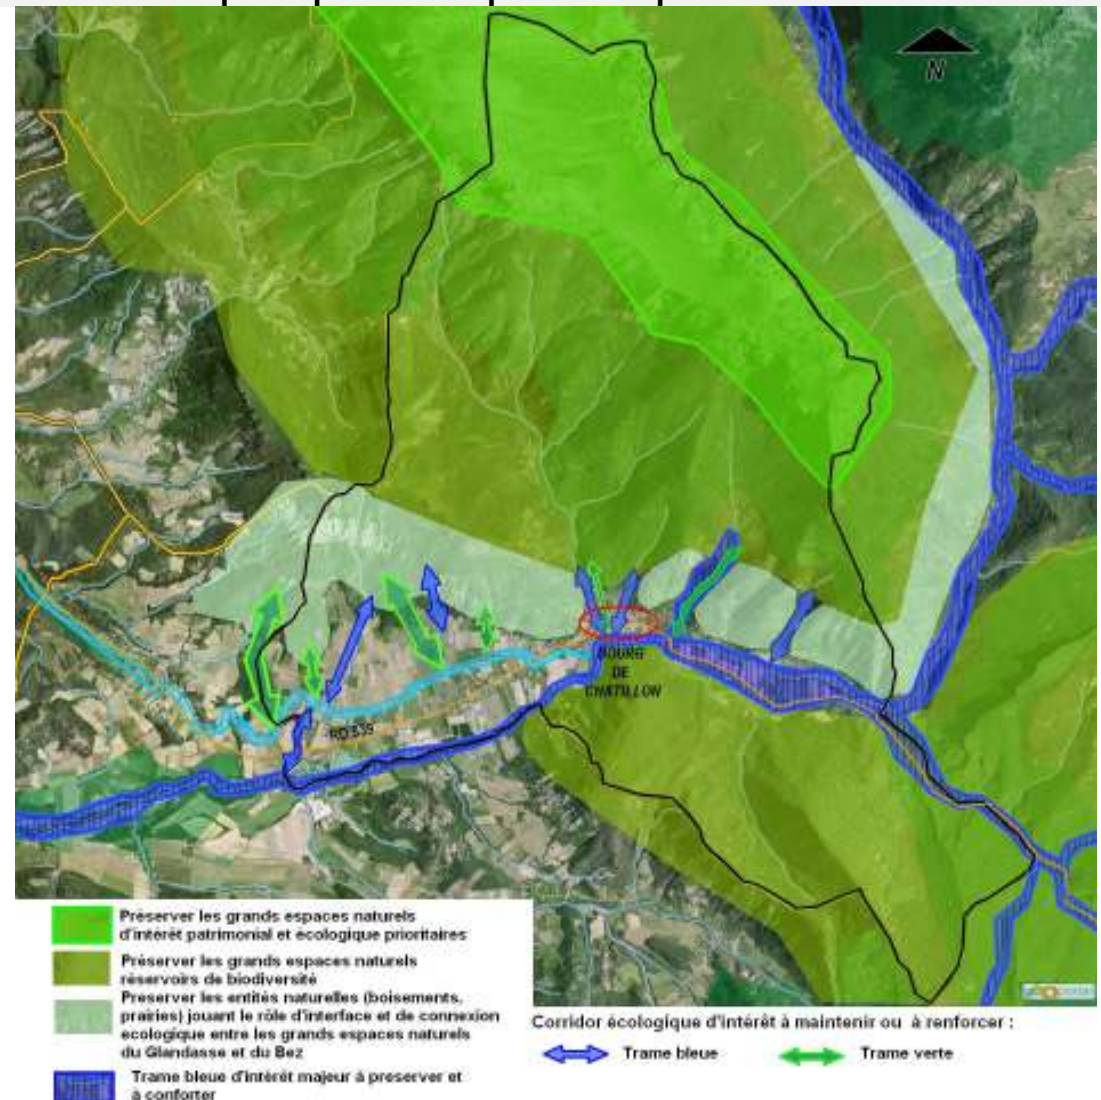 N
BOURG
DE
CHATILLON
RD 539
Préserver les grands espaces naturels
d'intérêt patrimonial et écologique prioritaires
Préserver les grands espaces naturels
réservoirs de biodiversité
Preserver les entités naturelles (boisements,
prairies) jouant le rôle d'interface et de connexion
ecologique entre les grands espaces naturels
du Glandasse et du Bez
Trame bleue d'intérêt majeur à preserver et
à conforter
Corridor écologique d'intérêt à maintenir ou à renforcer :
Trame bleue
Trame verte